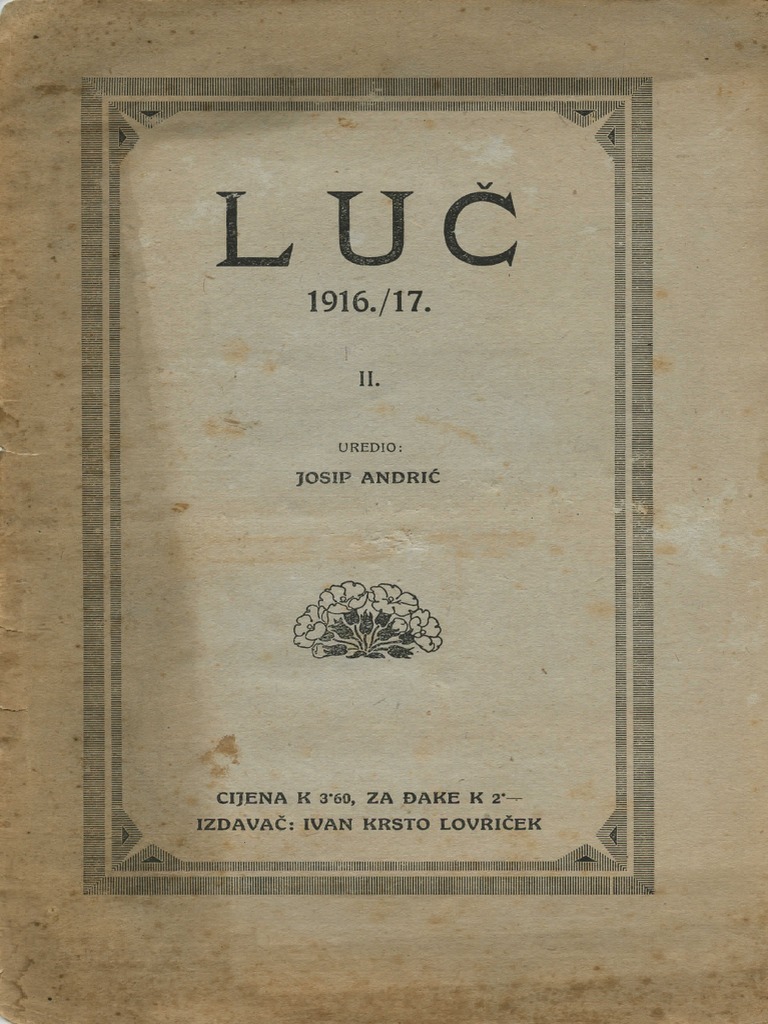 LUČ
1916./17.
II.
UREDIO:
JOSIP ANDRIĆ
CIJENA K 3·60, ZA ĐAKE K 2·—
IZDAVAČ: IVAN KRSTO LOVRIČEK